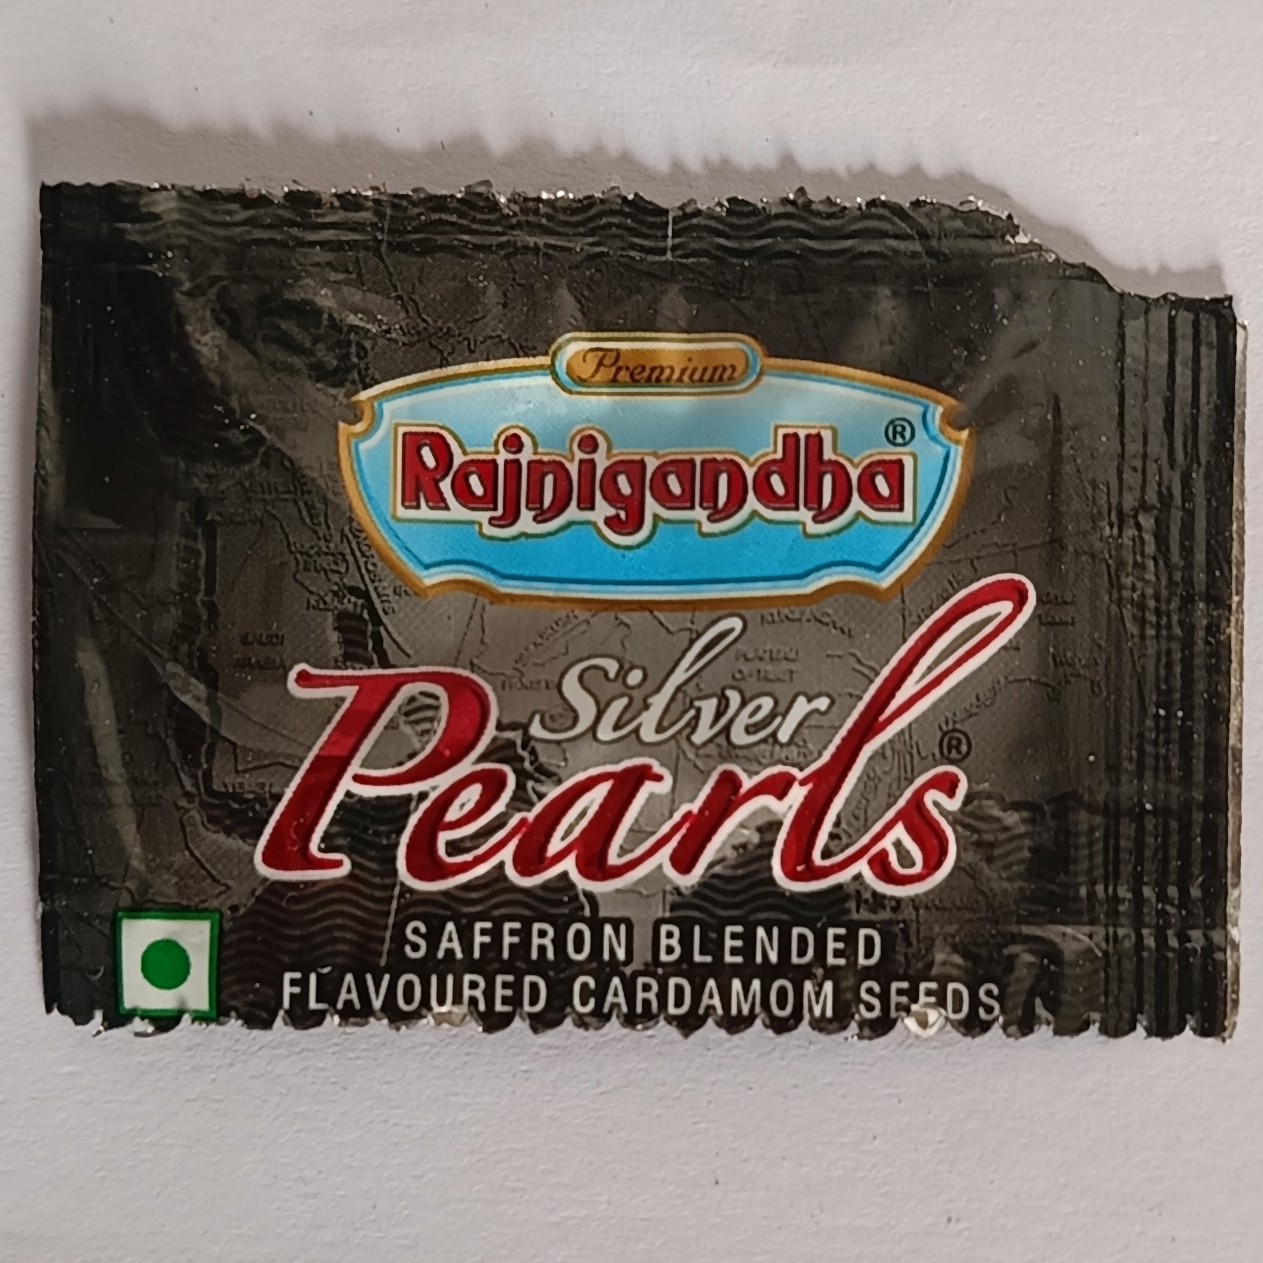 Premium
Rajnigandha®
Silver
Pearls®
SAFFRON BLENDED
FLAVOURED CARDAMOM SEEDS